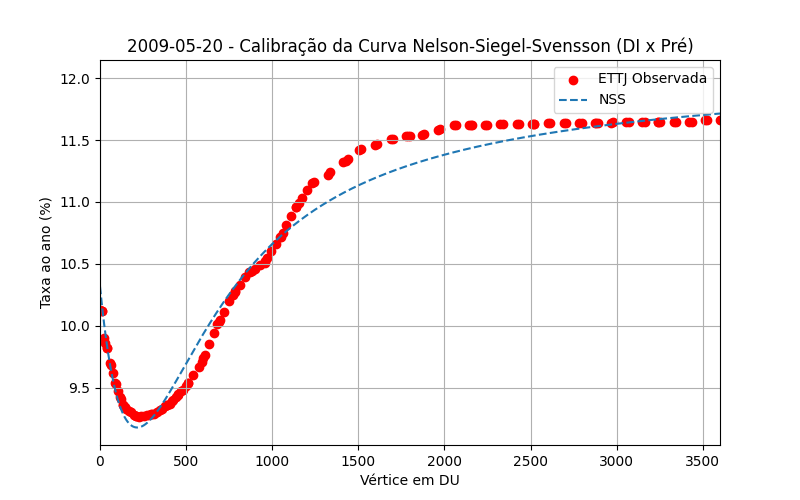 2009-05-20 - Calibração da Curva Nelson-Siegel-Svensson (DI x Pré)
ETTJ Observada
NSS
Taxa ao ano (%)
12.0
11.5
11.0
10.5
10.0
9.5
0 500 1000 1500 2000 2500 3000 3500
Vértice em DU